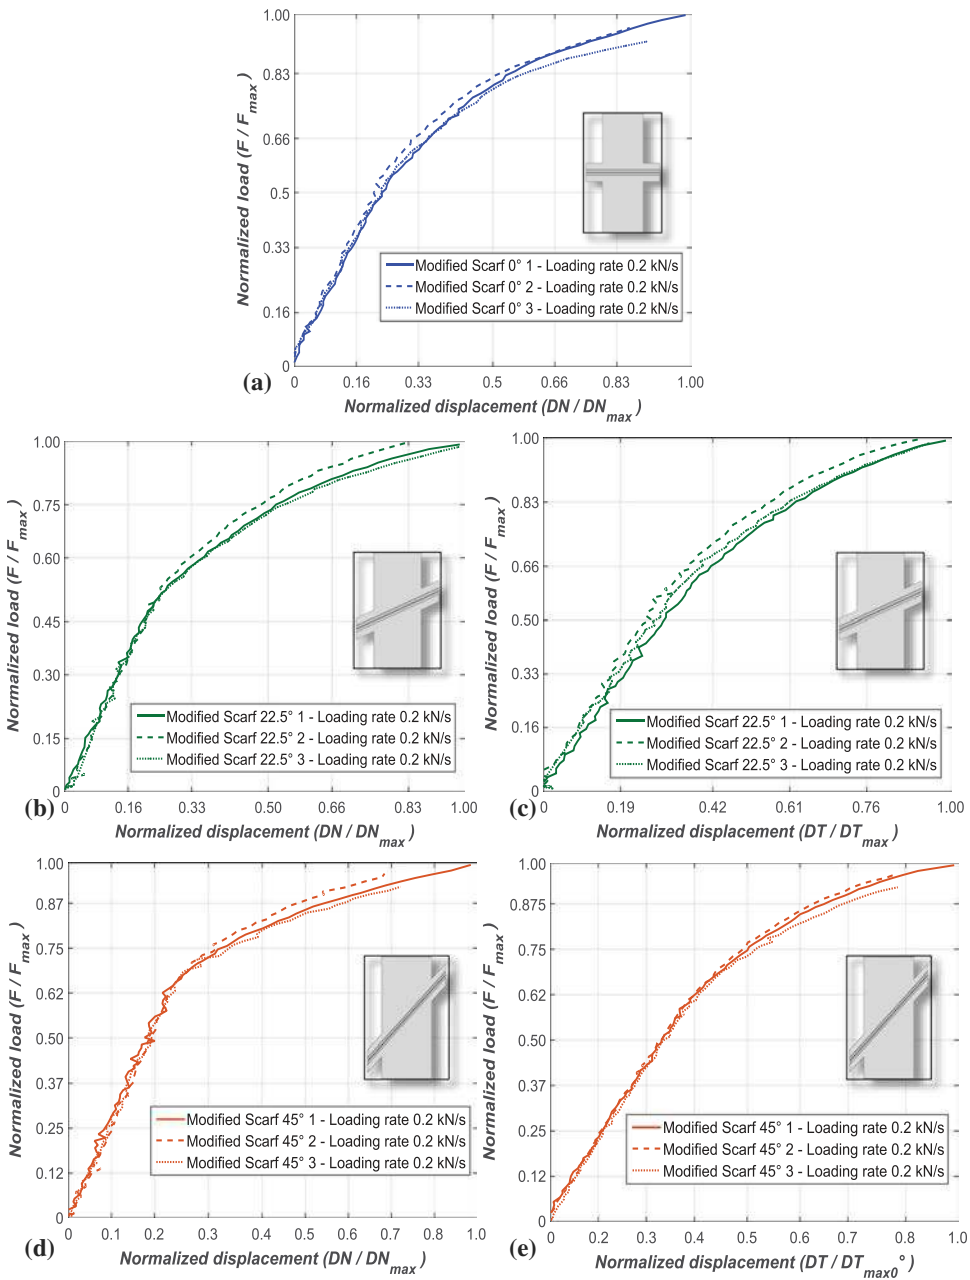 1.00
0.83
0.66
0.5
0.33
0.16
0
Normalized load (F / Fmax)
Modified Scarf 0° 1 - Loading rate 0.2 kN/s
Modified Scarf 0° 2 - Loading rate 0.2 kN/s
Modified Scarf 0° 3 - Loading rate 0.2 kN/s
0 0.16 0.33 0.5 0.66 0.83 1.00
(a)
Normalized displacement (DN / DNmax)
1.00
0.75
0.60
0.45
0.30
0.15
0
Normalized load (F / Fmax)
Modified Scarf 22.5° 1 - Loading rate 0.2 kN/s
Modified Scarf 22.5° 2 - Loading rate 0.2 kN/s
Modified Scarf 22.5° 3 - Loading rate 0.2 kN/s
0 0.16 0.33 0.50 0.66 0.83 1.00
(b)
Normalized displacement (DN / DNmax)
1.00
0.83
0.66
0.50
0.33
0.16
0
Normalized load (F / Fmax)
Modified Scarf 22.5° 1 - Loading rate 0.2 kN/s
Modified Scarf 22.5° 2 - Loading rate 0.2 kN/s
Modified Scarf 22.5° 3 - Loading rate 0.2 kN/s
0 0.19 0.42 0.61 0.76 1.00
(c)
Normalized displacement (DT / DTmax)
1.00
0.87
0.75
0.62
0.50
0.37
0.25
0.12
0
Normalized load (F / Fmax)
Modified Scarf 45° 1 - Loading rate 0.2 kN/s
Modified Scarf 45° 2 - Loading rate 0.2 kN/s
Modified Scarf 45° 3 - Loading rate 0.2 kN/s
0 0.1 0.2 0.3 0.4 0.5 0.6 0.7 0.8 1.0
(d)
Normalized displacement (DN / DNmax)
1.00
0.875
0.75
0.62
0.50
0.37
0.25
0.12
0
Normalized load (F / Fmax)
Modified Scarf 45° 1 - Loading rate 0.2 kN/s
Modified Scarf 45° 2 - Loading rate 0.2 kN/s
Modified Scarf 45° 3 - Loading rate 0.2 kN/s
0 0.2 0.3 0.4 0.5 0.6 0.7 0.8 1.0
(e)
Normalized displacement (DT / DTmax0°)